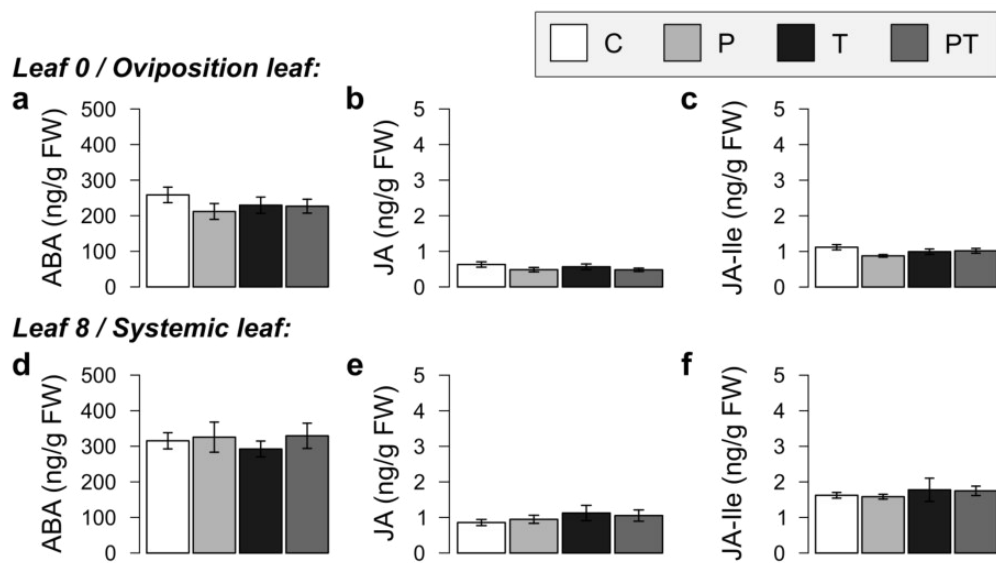 C P T PT
Leaf 0 / Oviposition leaf:
a
ABA (ng/g FW)
500
400
300
200
100
0
b
JA (ng/g FW)
5
4
3
2
1
0
c
JA-Ile (ng/g FW)
5
4
3
2
1
0
Leaf 8 / Systemic leaf:
d
ABA (ng/g FW)
500
400
300
200
100
0
e
JA (ng/g FW)
5
4
3
2
1
0
f
JA-Ile (ng/g FW)
5
4
3
2
1
0